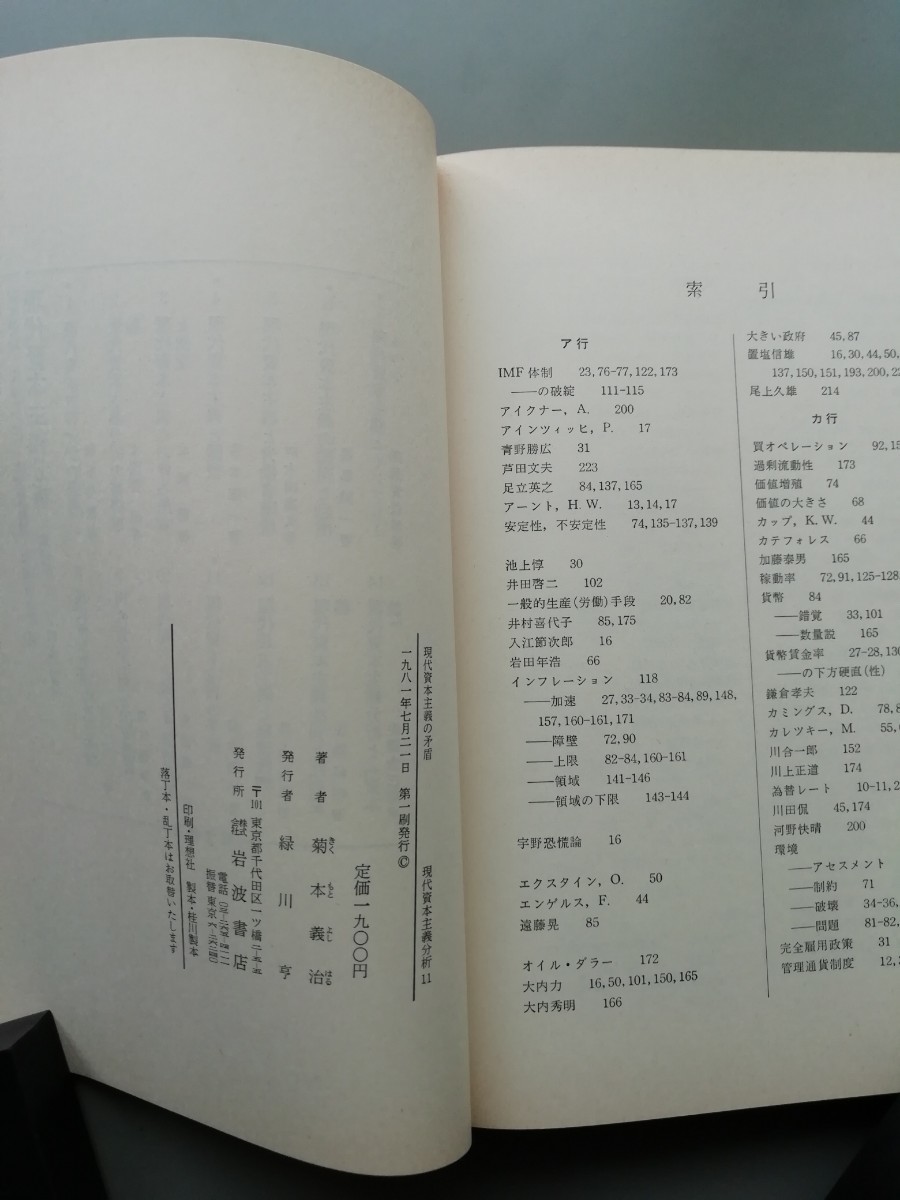 現代資本主義の矛盾　現代資本主義分析11
一九八一年七月二一日　第一刷発行©
定価一九〇〇円
著者　菊本義治
きくもとよしはる
発行者　緑川亨
〒101 東京都千代田区一ツ橋二-五-五
発行所　株式会社　岩波書店
電話
振替東京
印刷・理想社　製本・桂川製本
落丁本・乱丁本はお取替いたします
索　引
ア 行
IMF 体制　23, 76-77, 122, 173
——の破綻　111-115
アイクナー, A.　200
アインツィッヒ, P.　17
青野勝広　31
芦田文夫　223
足立英之　84, 137, 165
アーント, H. W.　13, 14, 17
安定性，不安定性　74, 135-137, 139
池上惇　30
井田啓二　102
一般的生産(労働)手段　20, 82
井村喜代子　85, 175
入江節次郎　16
岩田年浩　66
インフレーション　118
——加速　27, 33-34, 83-84, 89, 148,
157, 160-161, 171
——障壁　72, 90
——上限　82-84, 160-161
——領域　141-146
——領域の下限　143-144
宇野恐慌論　16
エクスタイン, O.　50
エンゲルス, F.　44
遠藤晃　85
オイル・ダラー　172
大内力　16, 50, 101, 150, 165
大内秀明　166
大きい政府　45, 87
置塩信雄　16, 30, 44, 50,
137, 150, 151, 193, 200, 22
尾上久雄　214
カ 行
買オペレーション　92, 15
過剰流動性　173
価値増殖　74
価値の大きさ　68
カップ, K. W.　44
カテフォレス　66
加藤泰男　165
稼動率　72, 91, 125-128
貨幣　84
——錯覚　33, 101
——数量説　165
貨幣賃金率　27-28, 130
——の下方硬直(性)
鎌倉孝夫　122
カミングス, D.　78, 8
カレツキー, M.　55,
川合一郎　152
川上正道　174
為替レート　10-11, 2
川田侃　45, 174
河野快晴　200
環境
——アセスメント
——制約　71
——破壊　34-36,
——問題　81-82,
完全雇用政策　31
管理通貨制度　12,